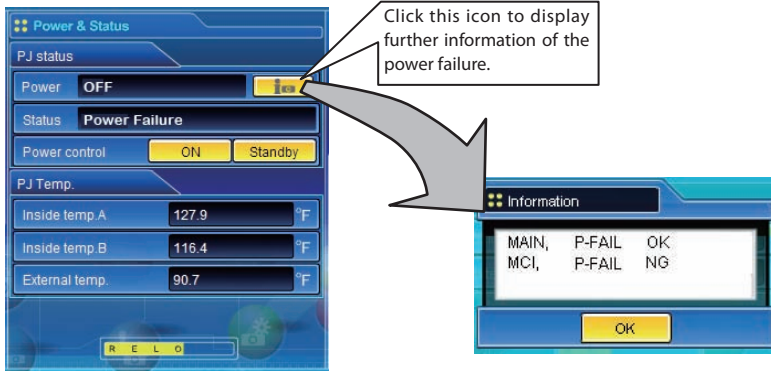 Power & Status
PJ status
Power OFF
Status Power Failure
Power control ON Standby
PJ Temp.
Inside temp.A 127.9 °F
Inside temp.B 116.4 °F
External temp. 90.7 °F
R E L O
Click this icon to display
further information of the
power failure.
Information
MAIN, P-FAIL OK
MCI, P-FAIL NG
OK